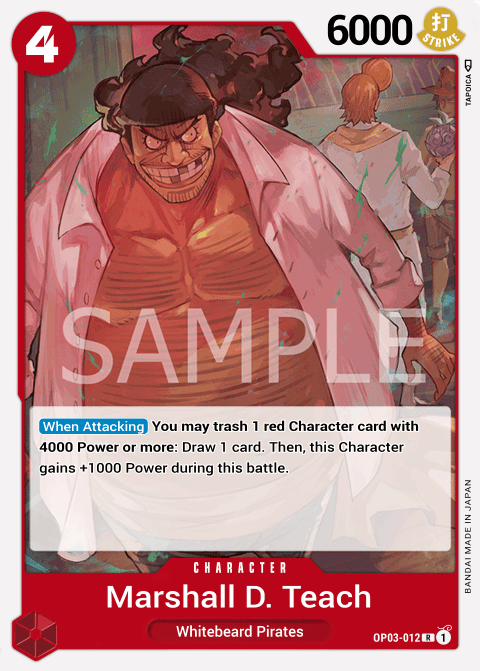 4
6000
打
STRIKE
TAPIOCA
SAMPLE
When Attacking You may trash 1 red Character card with
4000 Power or more: Draw 1 card. Then, this Character
gains +1000 Power during this battle.
BANDAI MADE IN JAPAN
CHARACTER
Marshall D. Teach
Whitebeard Pirates
OP03-012 R 1